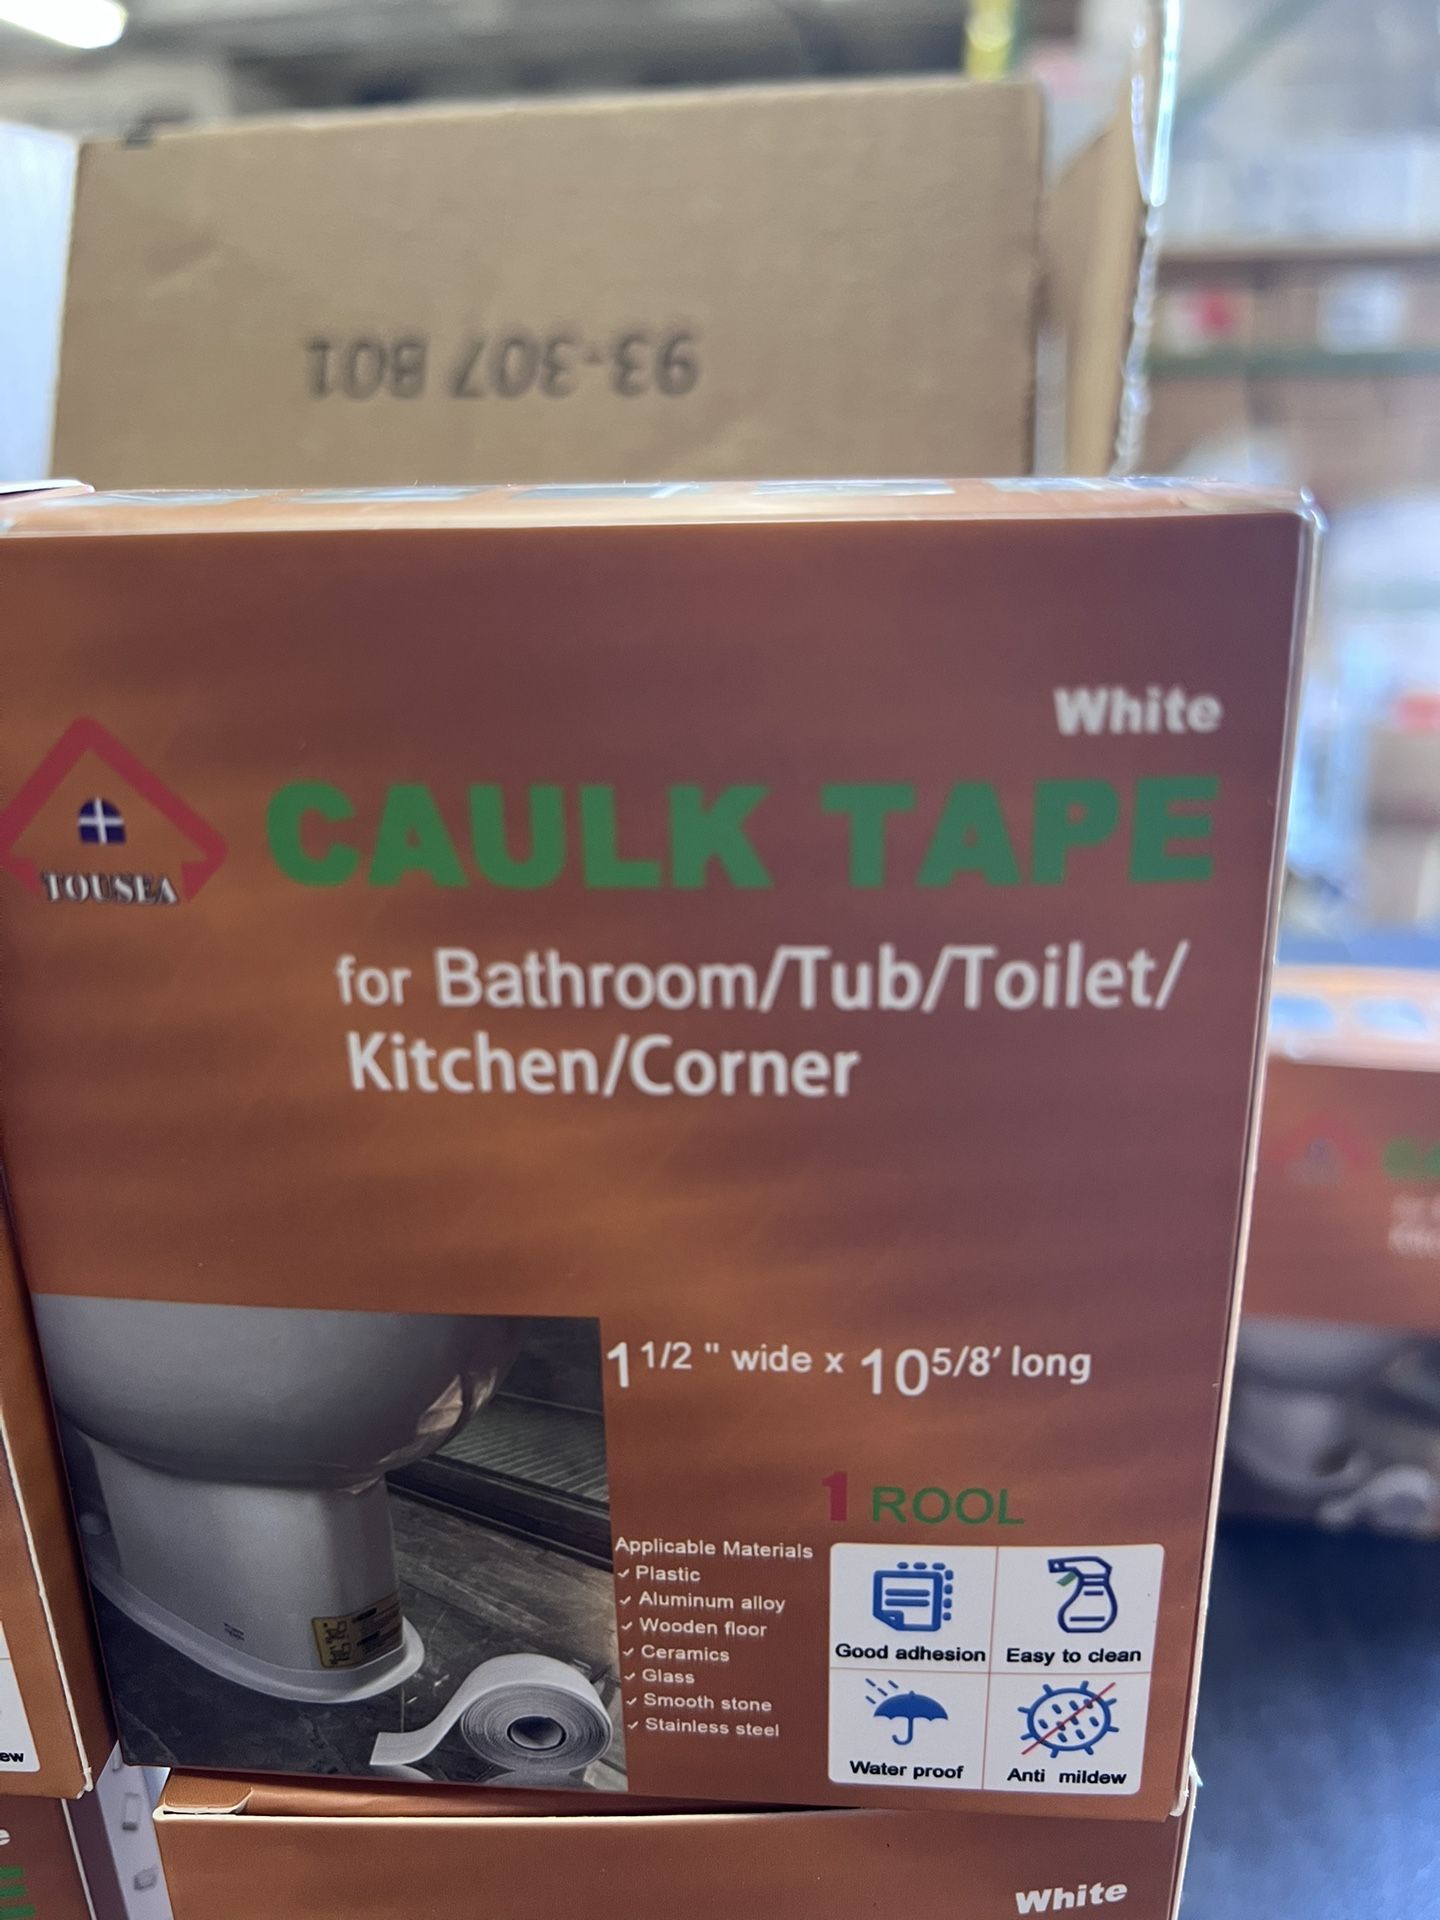 93-307 B01
White
TOUSEA
CAULK TAPE
for Bathroom/Tub/Toilet/
Kitchen/Corner
1 1/2 " wide x 10 5/8' long
1 ROOL
Applicable Materials
✓ Plastic
✓ Aluminum alloy
✓ Wooden floor
✓ Ceramics
✓ Glass
✓ Smooth stone
✓ Stainless steel
Good adhesion
Easy to clean
Water proof
Anti mildew
ew
White